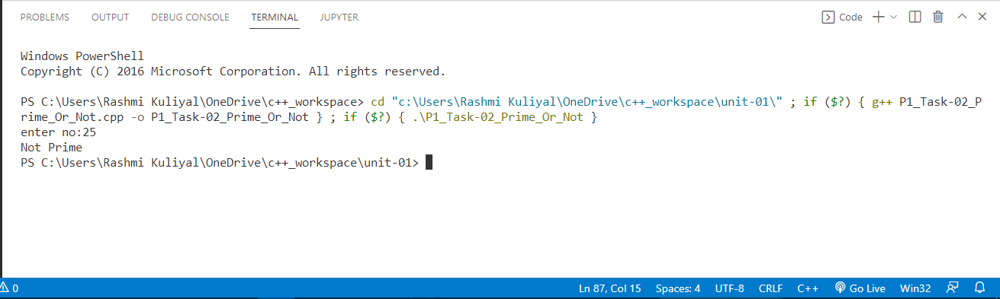 PROBLEMS OUTPUT DEBUG CONSOLE TERMINAL JUPYTER Code
Windows PowerShell
Copyright (C) 2016 Microsoft Corporation. All rights reserved.
PS C:\Users\Rashmi Kuliyal\OneDrive\c++_workspace> cd "c:\Users\Rashmi Kuliyal\OneDrive\c++_workspace\unit-01\" ; if ($?) { g++ P1_Task-02_P
rime_Or_Not.cpp -o P1_Task-02_Prime_Or_Not } ; if ($?) { .\P1_Task-02_Prime_Or_Not }
enter no:25
Not Prime
PS C:\Users\Rashmi Kuliyal\OneDrive\c++_workspace\unit-01>
0 Ln 87, Col 15 Spaces: 4 UTF-8 CRLF C++ Go Live Win32